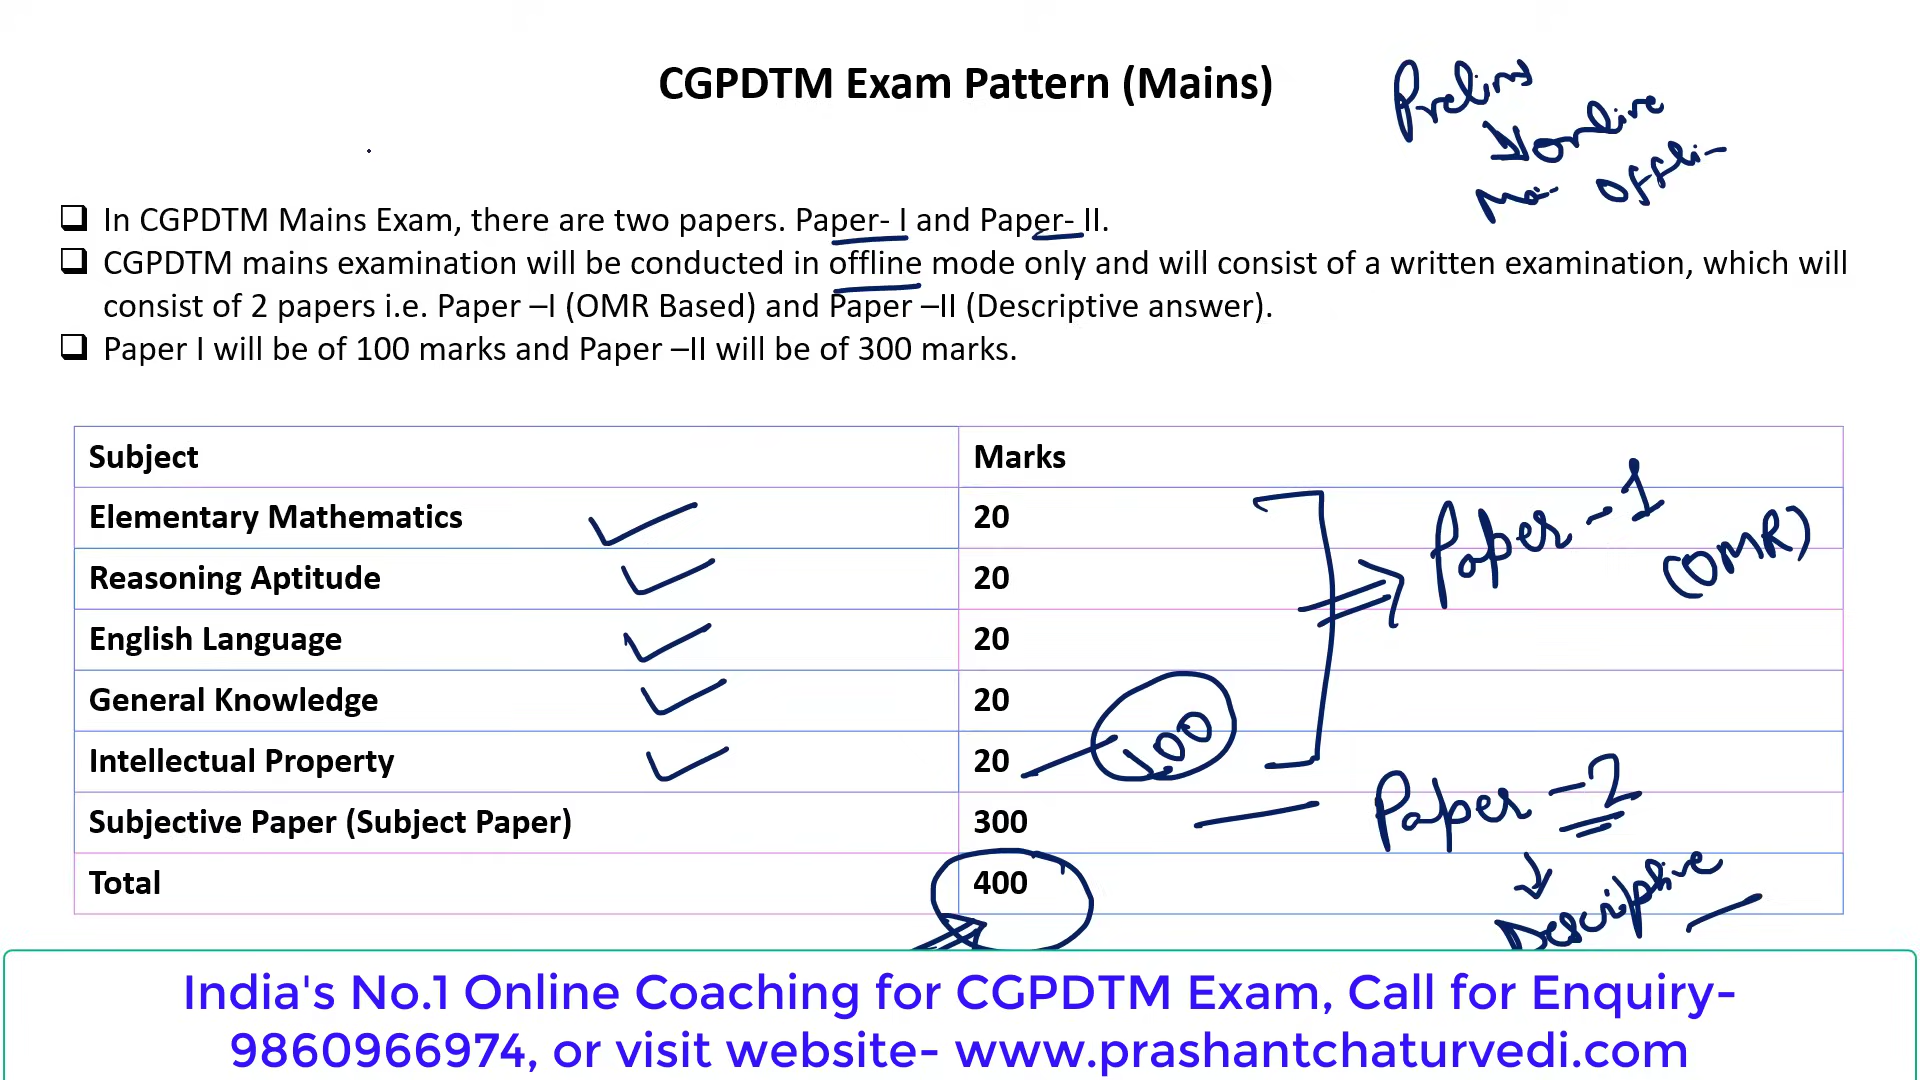 CGPDTM Exam Pattern (Mains)
Prelims
online
Mai- Offli-
❑ In CGPDTM Mains Exam, there are two papers. Paper- I and Paper- II.
❑ CGPDTM mains examination will be conducted in offline mode only and will consist of a written examination, which will
consist of 2 papers i.e. Paper –I (OMR Based) and Paper –II (Descriptive answer).
❑ Paper I will be of 100 marks and Paper –II will be of 300 marks.
Subject Marks
Elementary Mathematics 20
Reasoning Aptitude 20
English Language 20
General Knowledge 20
Intellectual Property 20
Subjective Paper (Subject Paper) 300
Total 400
Paper - 1
(OMR)
100
Paper - 2
Descriptive
India's No.1 Online Coaching for CGPDTM Exam, Call for Enquiry-
9860966974, or visit website- www.prashantchaturvedi.com